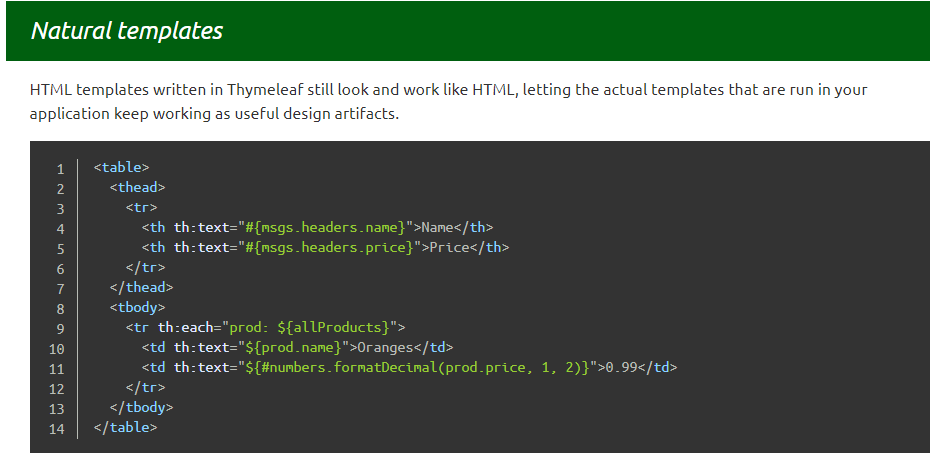 Natural templates
HTML templates written in Thymeleaf still look and work like HTML, letting the actual templates that are run in your
application keep working as useful design artifacts.
1 <table>
2   <thead>
3     <tr>
4       <th th:text="#{msgs.headers.name}">Name</th>
5       <th th:text="#{msgs.headers.price}">Price</th>
6     </tr>
7   </thead>
8   <tbody>
9     <tr th:each="prod: ${allProducts}">
10       <td th:text="${prod.name}">Oranges</td>
11       <td th:text="${#numbers.formatDecimal(prod.price, 1, 2)}">0.99</td>
12     </tr>
13   </tbody>
14 </table>